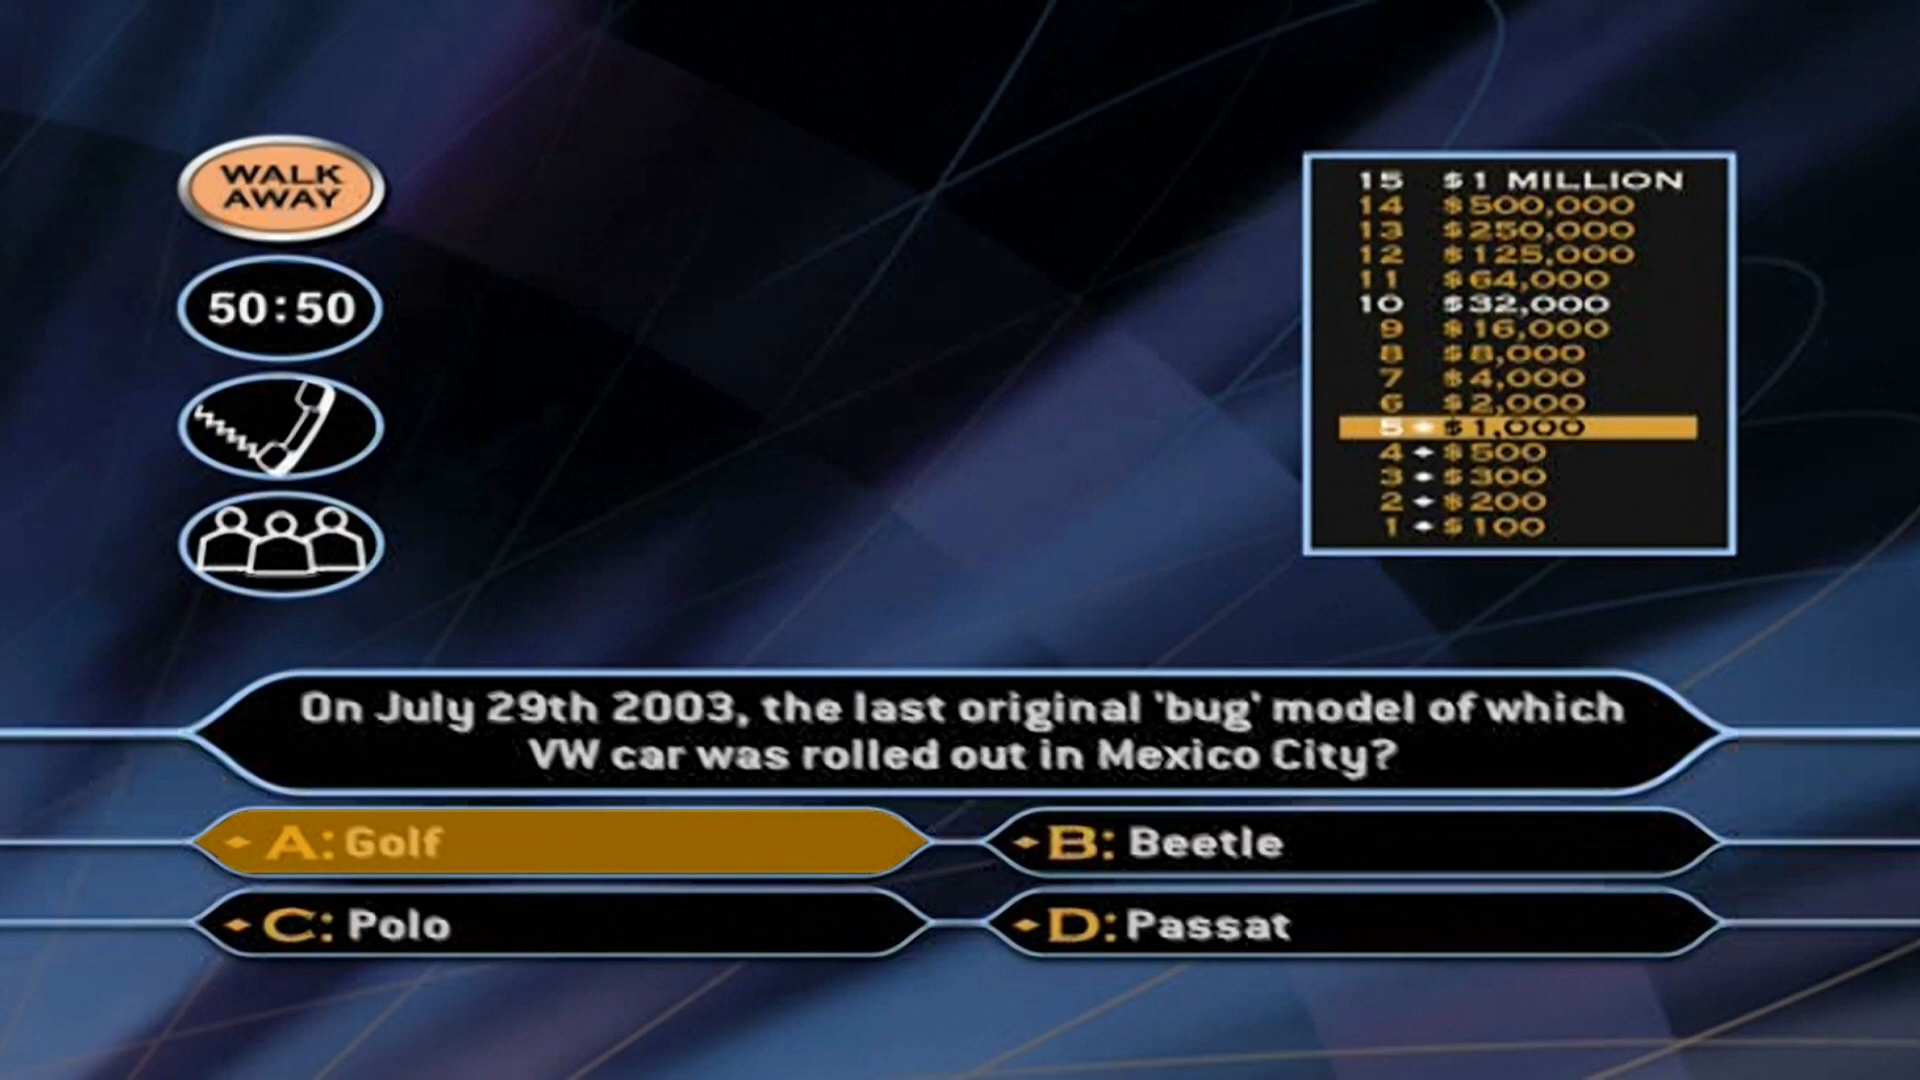 WALK
AWAY
50:50
15 $1 MILLION
14 $500,000
13 $250,000
12 $125,000
11 $64,000
10 $32,000
9 $16,000
8 $8,000
7 $4,000
6 $2,000
5 $1,000
4 $500
3 $300
2 $200
1 $100
On July 29th 2003, the last original 'bug' model of which
VW car was rolled out in Mexico City?
A: Golf
B: Beetle
C: Polo
D: Passat